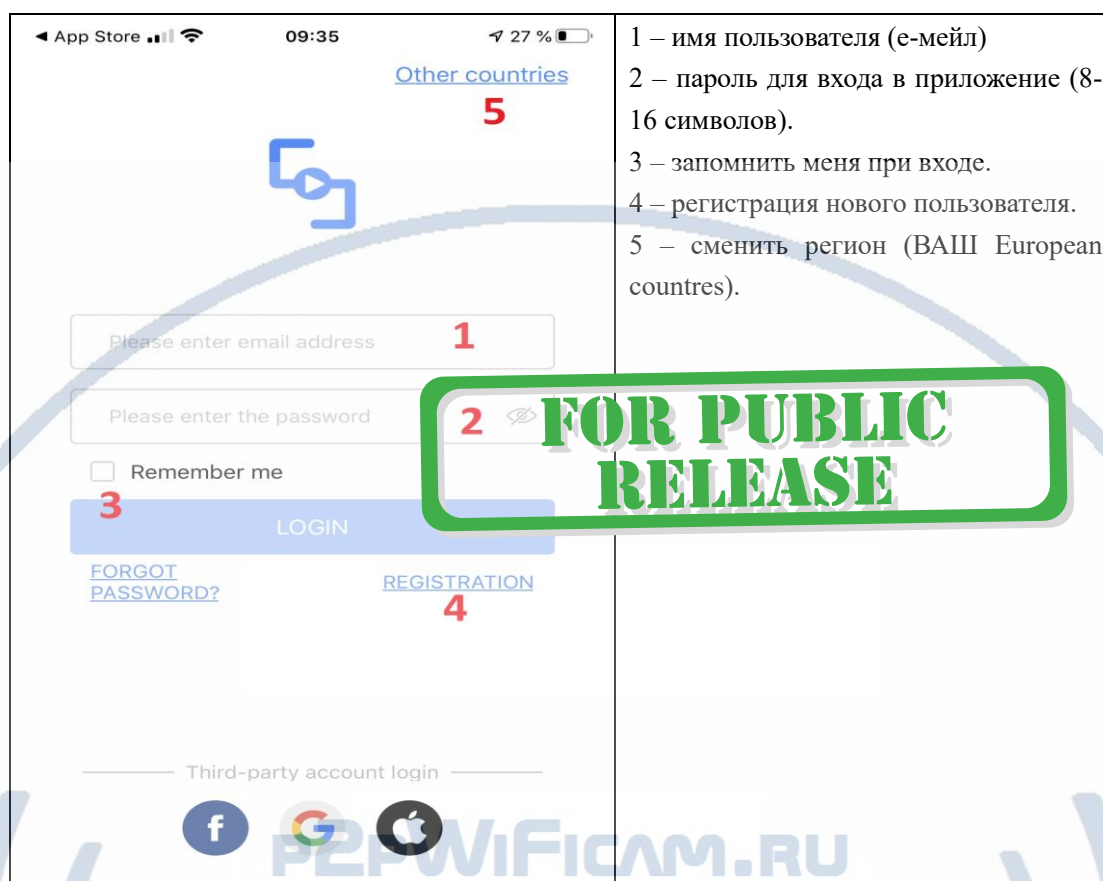 ◀ App Store 09:35 27 %
Other countries
5
Please enter email address 1
Please enter the password 2
Remember me
3
LOGIN
FORGOT
PASSWORD?
REGISTRATION
4
Third-party account login
f G
1 – имя пользователя (е-мейл)
2 – пароль для входа в приложение (8-
16 символов).
3 – запомнить меня при входе.
4 – регистрация нового пользователя.
5 – сменить регион (ВАШ European
countres).
FOR PUBLIC
RELEASE
P2PWIFICAM.RU